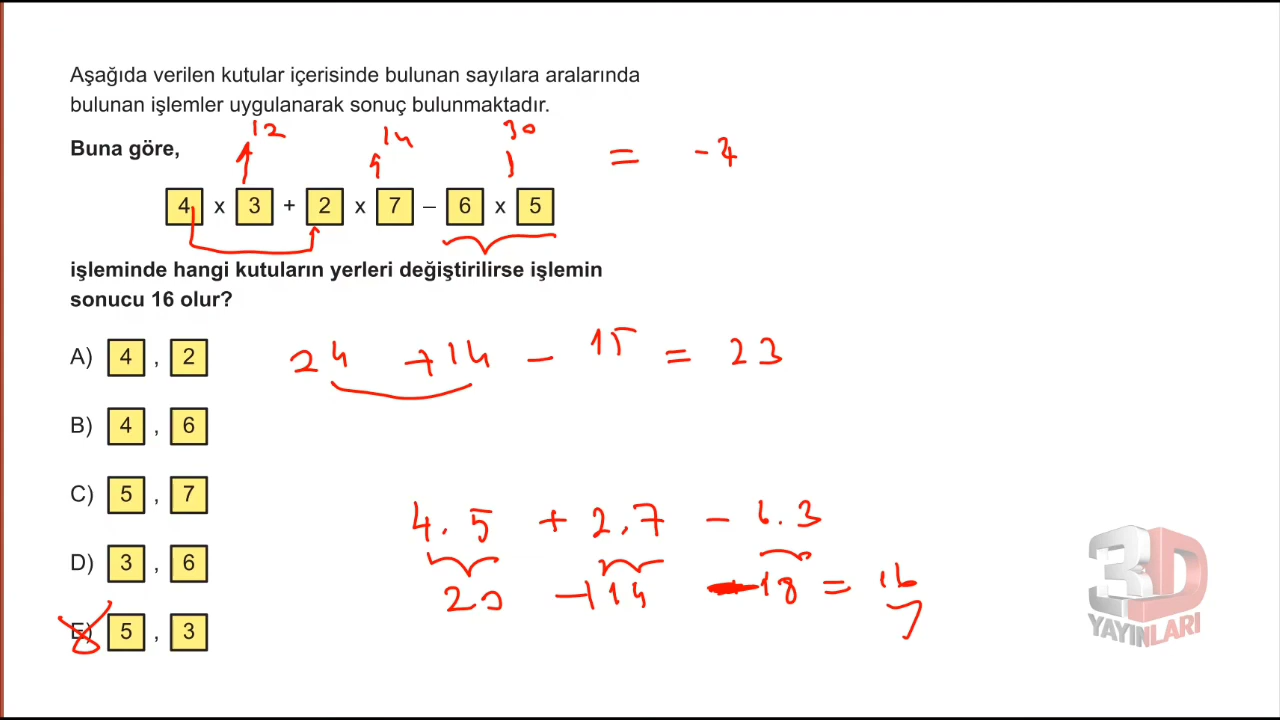 Aşağıda verilen kutular içerisinde bulunan sayılara aralarında
bulunan işlemler uygulanarak sonuç bulunmaktadır.
12 14 30
Buna göre, = -4
4 x 3 + 2 x 7 – 6 x 5
işleminde hangi kutuların yerleri değiştirilirse işlemin
sonucu 16 olur?
A) 4 , 2 24 +14 - 15 = 23
B) 4 , 6
C) 5 , 7
4.5 + 2.7 - 6.3
D) 3 , 6
20 +14 -18 = 16
E) 5 , 3
3D
YAYINLARI